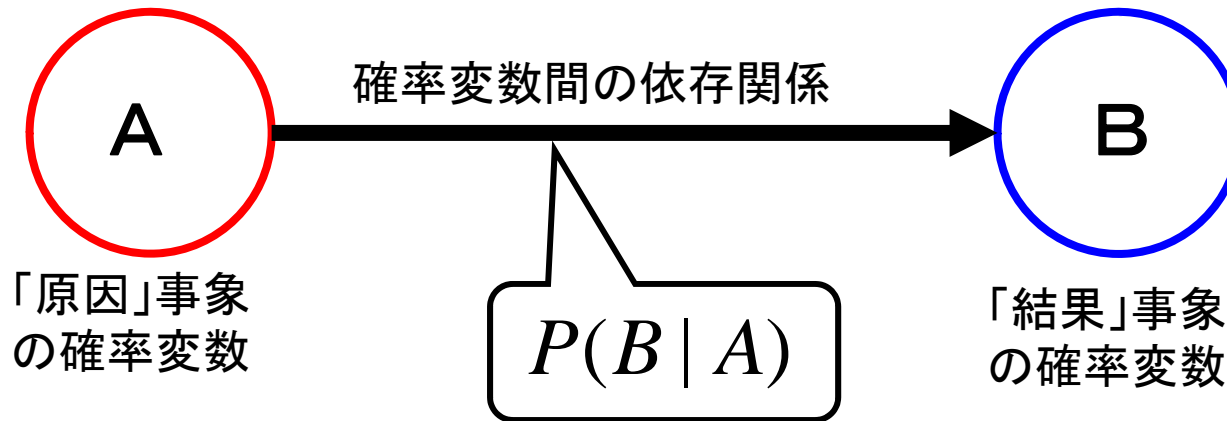 確率変数間の依存関係
A
B
「原因」事象
の確率変数
P(B | A)
「結果」事象
の確率変数